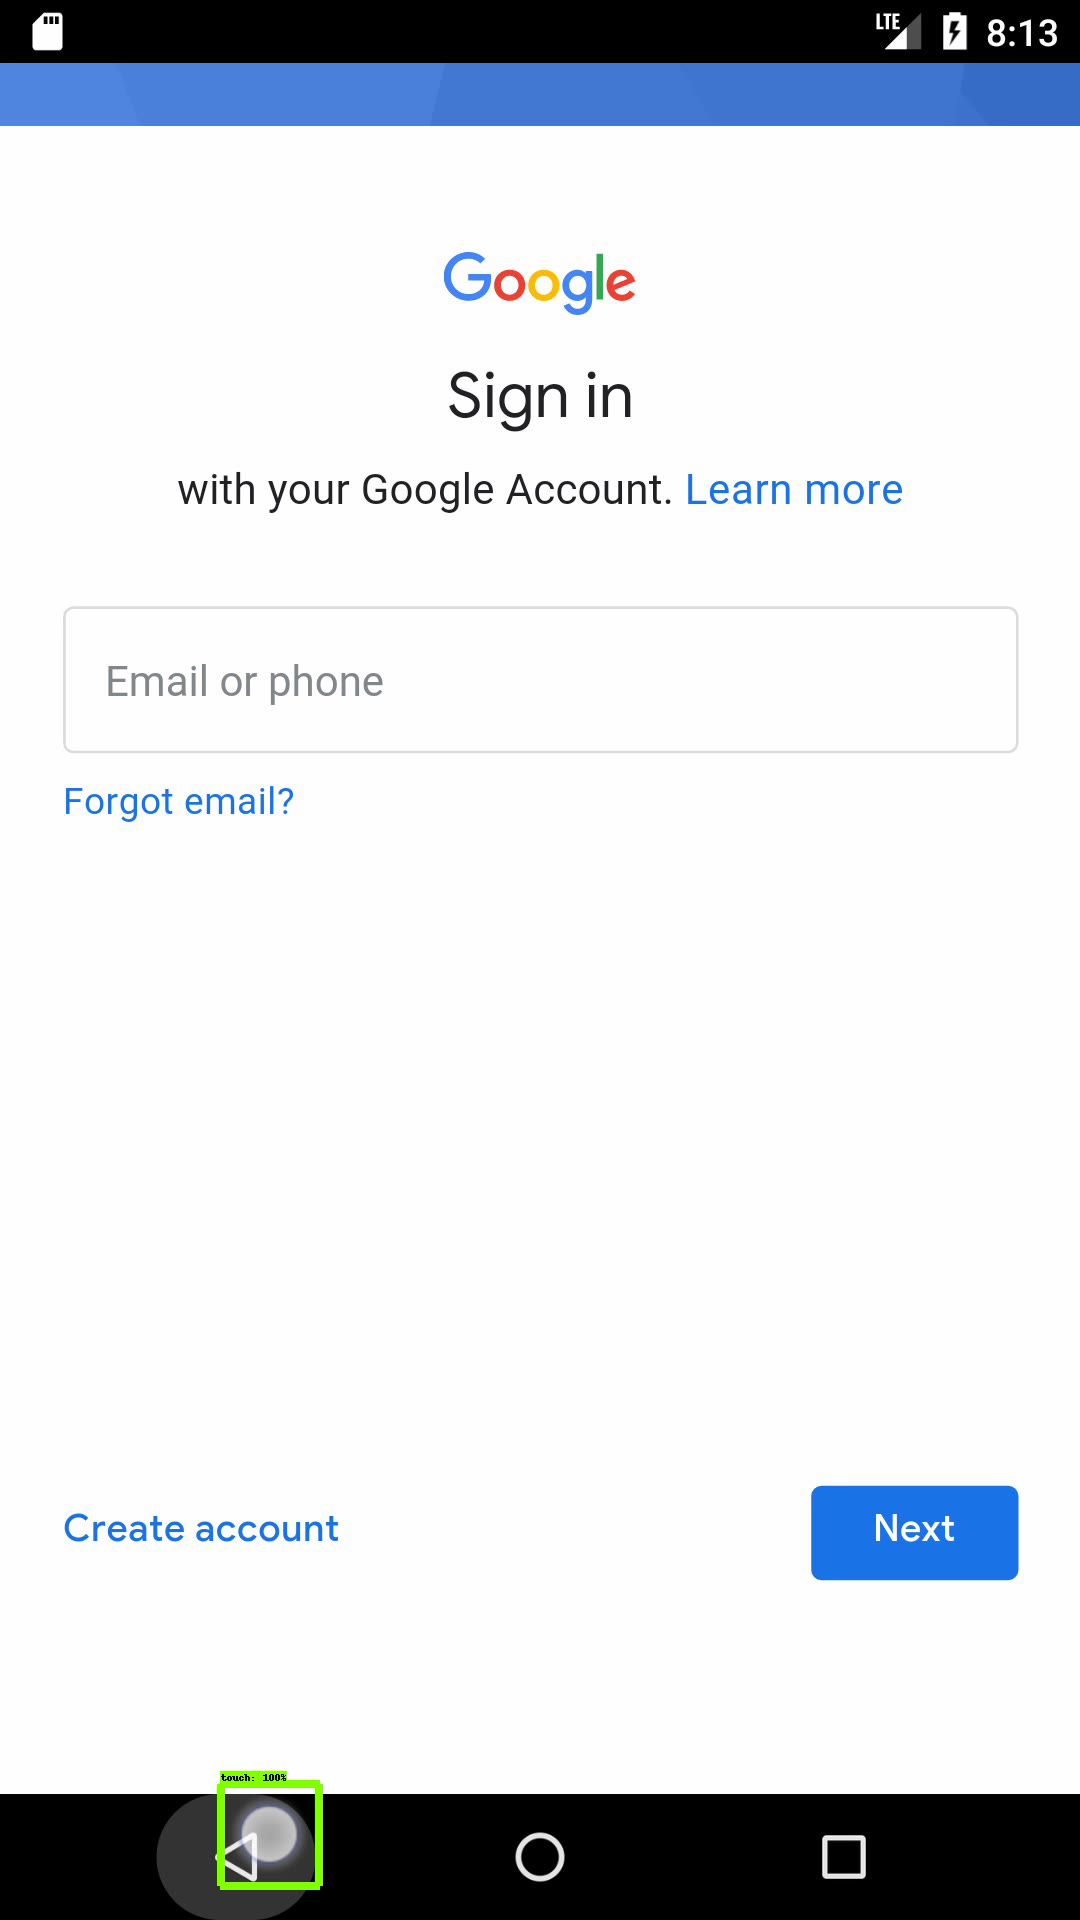 LTE 8:13
Google
Sign in
with your Google Account. Learn more
Email or phone
Forgot email?
Create account
Next
touch: 100%